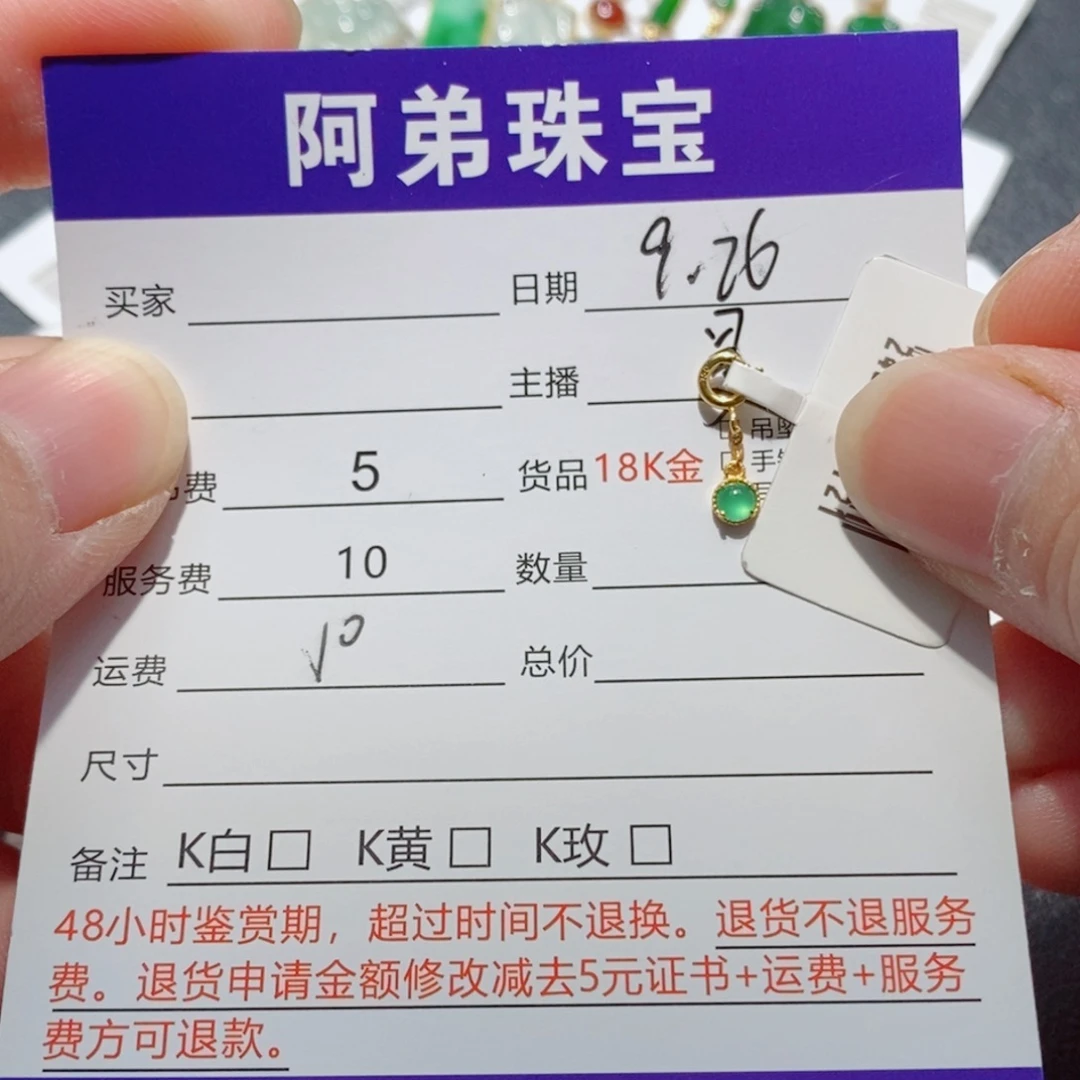 阿弟珠宝
买家 日期 9.26
主播
费 5 货品 18K金 □ 吊坠
□ 手
服务费 10 数量
运费 10 总价
尺寸
备注 K白□ K黄□ K玫□
48小时鉴赏期，超过时间不退换。退货不退服务
费。退货申请金额修改减去5元证书+运费+服务
费方可退款。